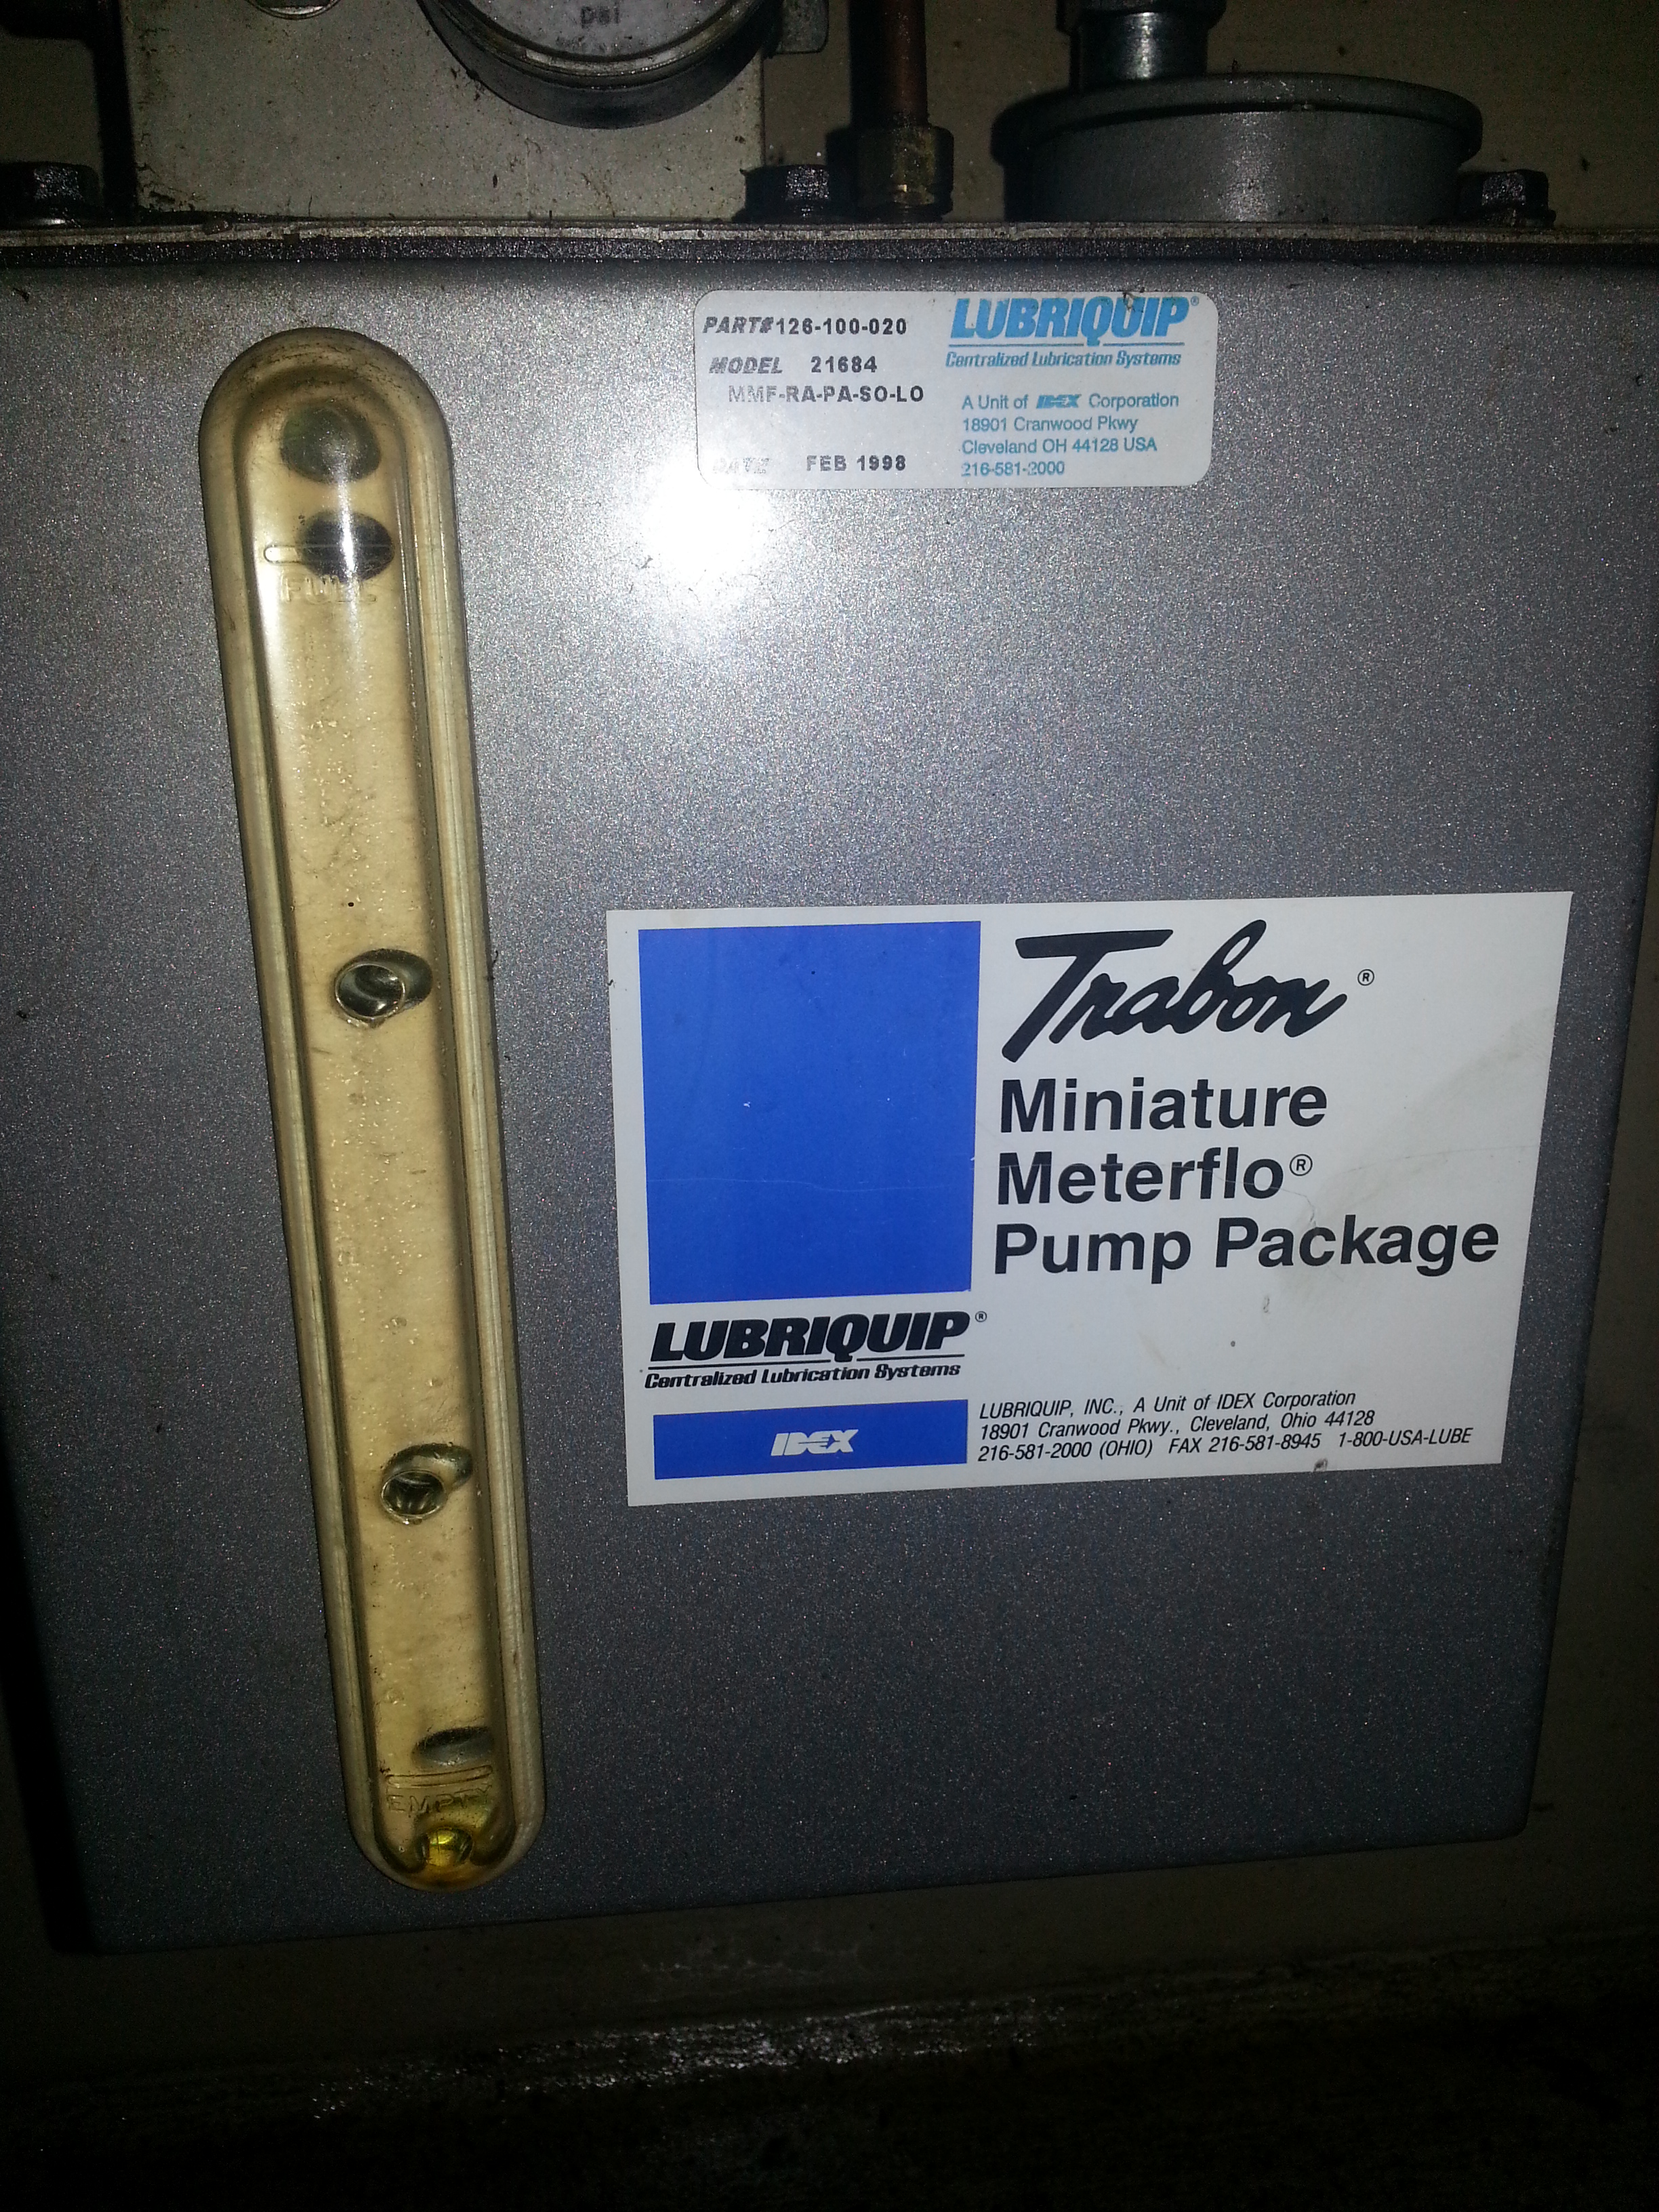 psi
PART# 126-100-020
MODEL 21684
MMF-RA-PA-SO-LO
DATE FEB 1998
LUBRIQUIP®
Centralized Lubrication Systems
A Unit of IDEX Corporation
18901 Cranwood Pkwy
Cleveland OH 44128 USA
216-581-2000
FULL
Trabon®
Miniature
Meterflo®
Pump Package
LUBRIQUIP®
Centralized Lubrication Systems
IDEX
LUBRIQUIP, INC., A Unit of IDEX Corporation
18901 Cranwood Pkwy., Cleveland, Ohio 44128
216-581-2000 (OHIO) FAX 216-581-8945 1-800-USA-LUBE
EMPTY